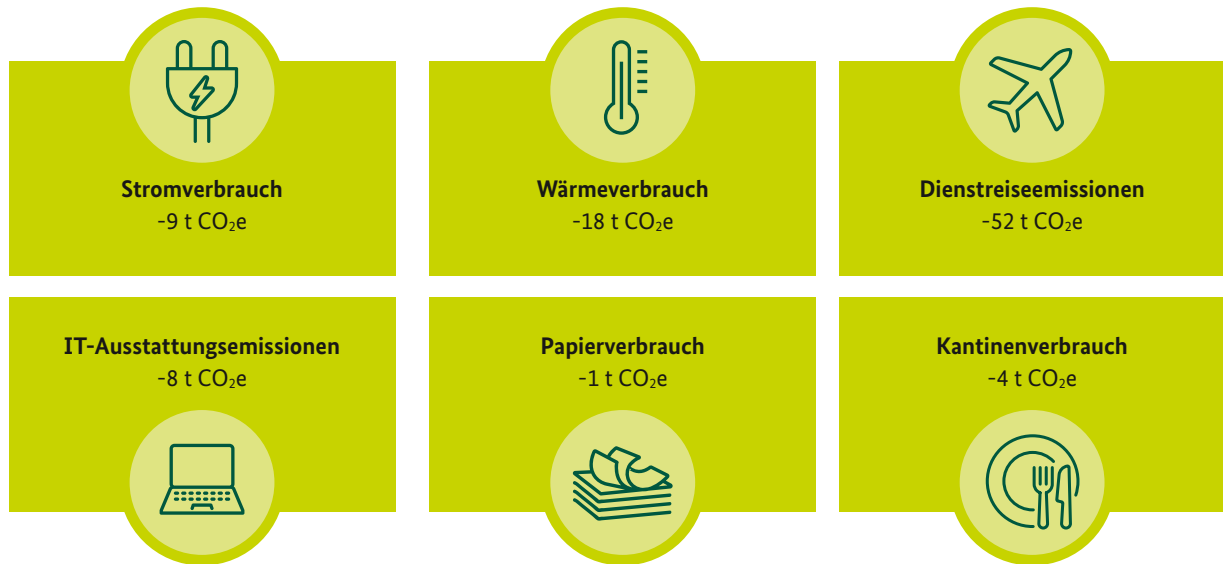 Stromverbrauch
-9 t CO₂e
Wärmeverbrauch
-18 t CO₂e
Dienstreiseemissionen
-52 t CO₂e
IT-Ausstattungsemissionen
-8 t CO₂e
Papierverbrauch
-1 t CO₂e
Kantinenverbrauch
-4 t CO₂e